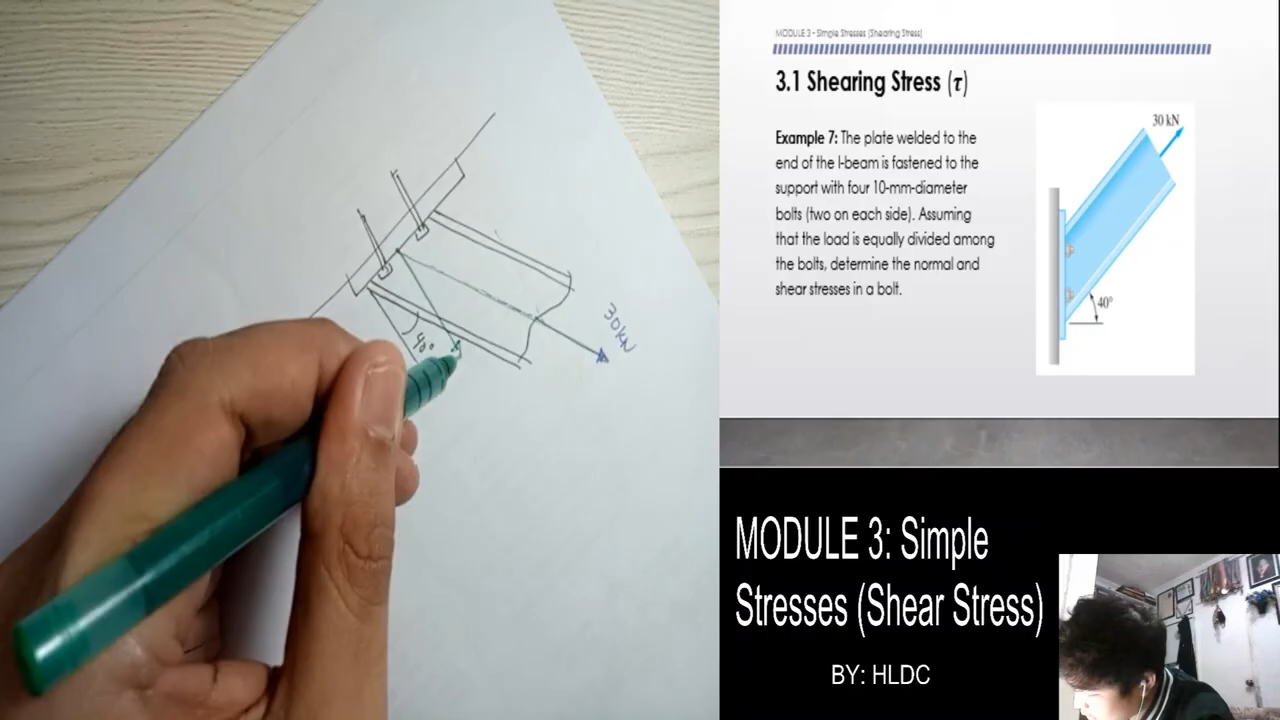 40°
30kN
MODULE 3 - Simple Stresses (Shearing Stress)
3.1 Shearing Stress (τ)
Example 7: The plate welded to the
end of the I-beam is fastened to the
support with four 10-mm-diameter
bolts (two on each side). Assuming
that the load is equally divided among
the bolts, determine the normal and
shear stresses in a bolt.
30 kN
40°
MODULE 3: Simple
Stresses (Shear Stress)
BY: HLDC